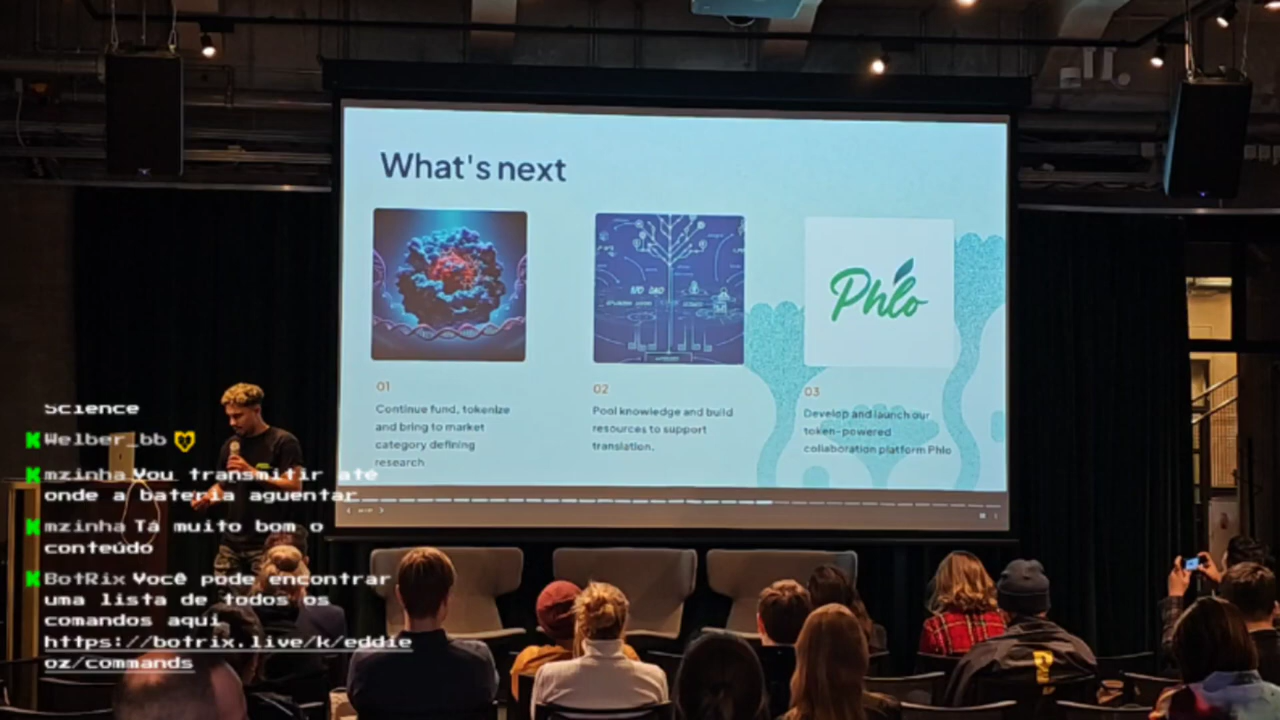 What's next
Phlo
01
Continue fund, tokenize
and bring to market
category defining
research
02
Pool knowledge and build
resources to support
translation.
03
Develop and launch our
token-powered
collaboration platform Phlo
Science
Welber_bb
mzinha Vou transmitir até
onde a bateria aguentar
mzinha Tá muito bom o
conteúdo
BotRix Você pode encontrar
uma lista de todos os
comandos aqui
https://botrix.live/k/eddie
oz/commands